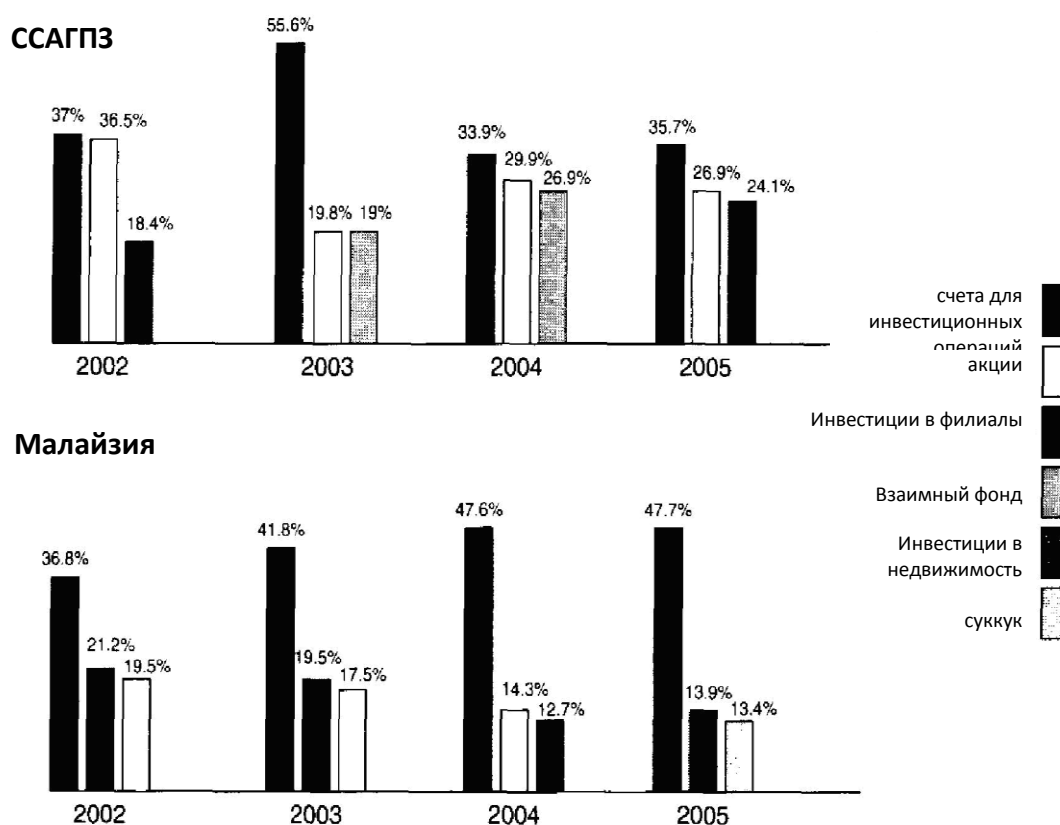 ССАГПЗ
55.6%
37%
36.5%
18.4%
19.8%
19%
33.9%
29.9%
26.9%
35.7%
26.9%
24.1%
2002
2003
2004
2005
счета для
инвестиционных
операций
акции
Инвестиции в филиалы
Взаимный фонд
Инвестиции в
недвижимость
суккук
Малайзия
36.8%
21.2%
19.5%
41.8%
19.5%
17.5%
47.6%
14.3%
12.7%
47.7%
13.9%
13.4%
2002
2003
2004
2005